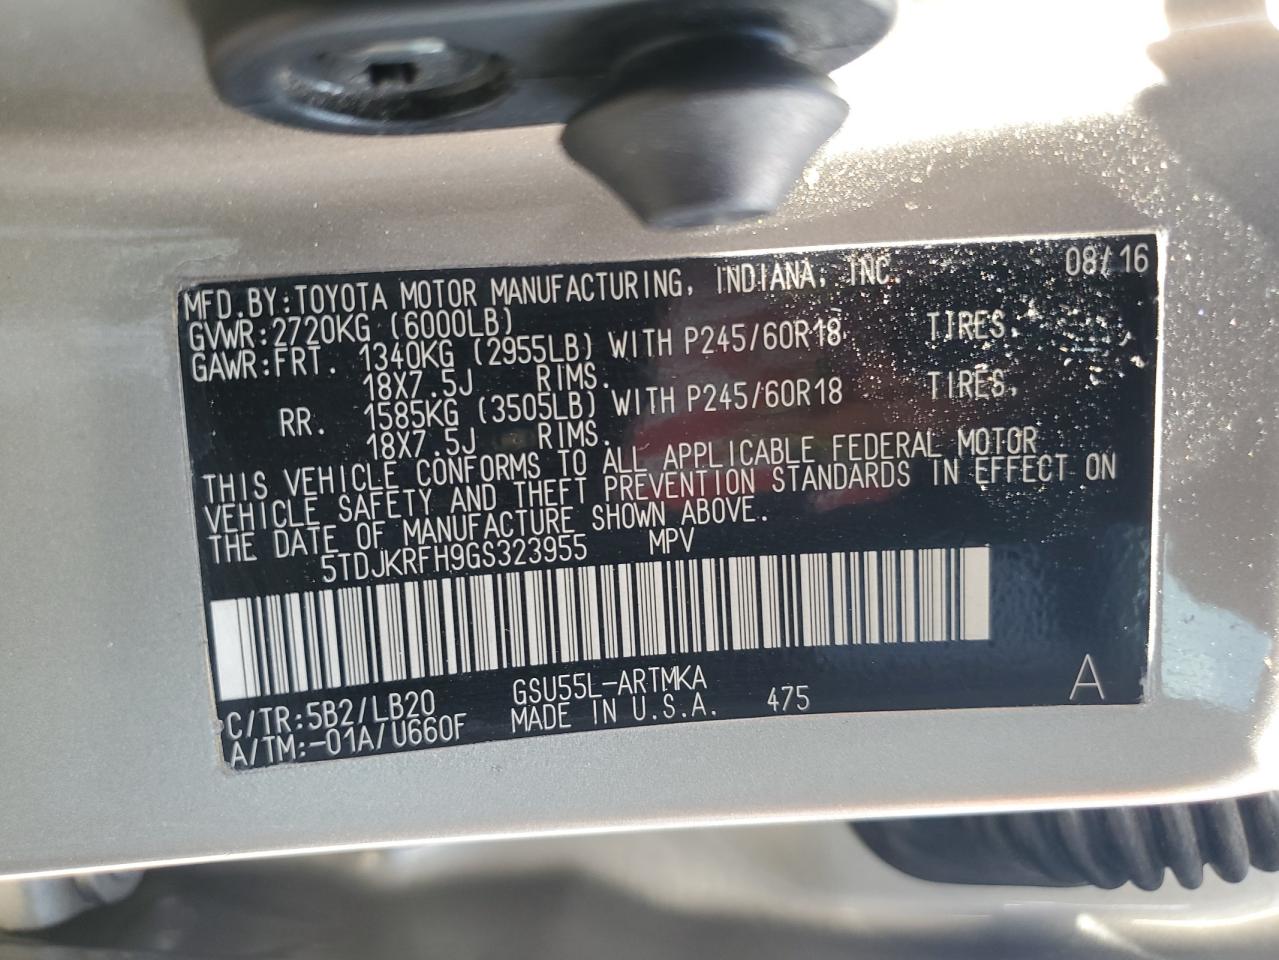 MFD.BY:TOYOTA MOTOR MANUFACTURING, INDIANA, INC. 08/16
GVWR:2720KG (6000LB)
GAWR:FRT. 1340KG (2955LB) WITH P245/60R18 TIRES.
18X7.5J RIMS.
RR. 1585KG (3505LB) WITH P245/60R18 TIRES.
18X7.5J RIMS.
THIS VEHICLE CONFORMS TO ALL APPLICABLE FEDERAL MOTOR
VEHICLE SAFETY AND THEFT PREVENTION STANDARDS IN EFFECT ON
THE DATE OF MANUFACTURE SHOWN ABOVE.
5TDJKRFH9GS323955 MPV
C/TR:5B2/LB20 GSU55L-ARTMKA
A/TM:-01A/U660F MADE IN U.S.A. 475 A